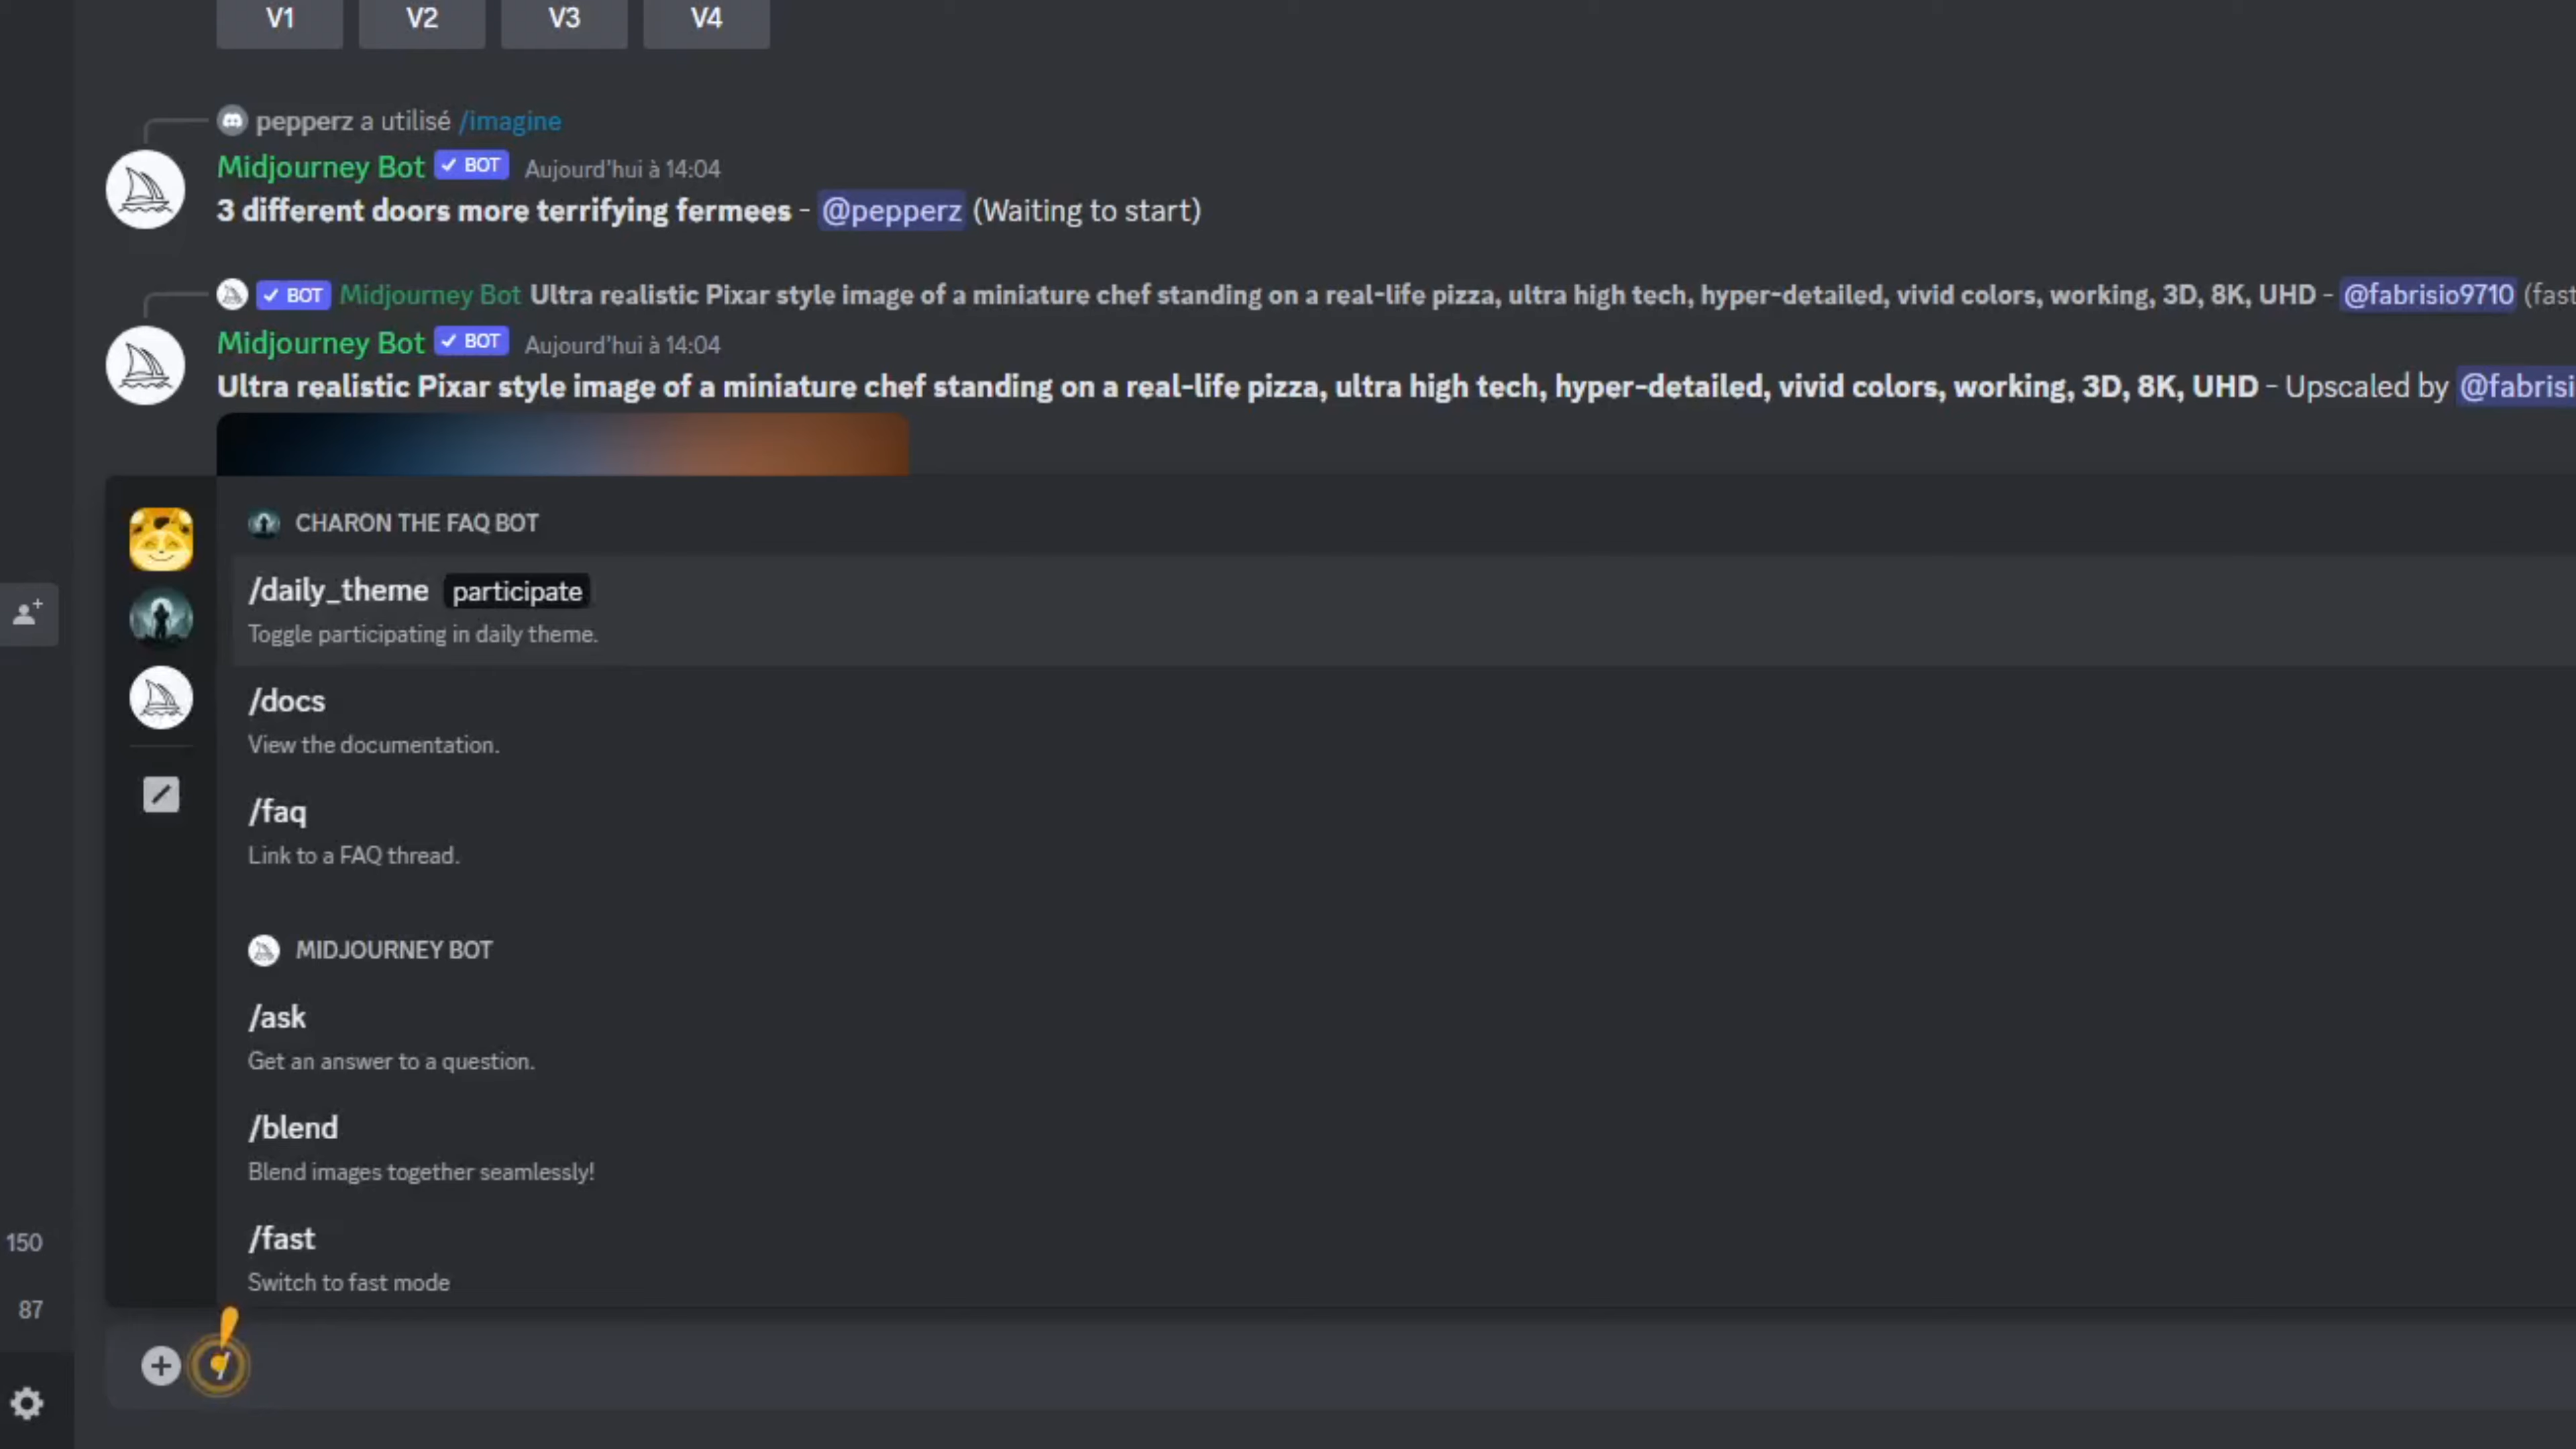 V1 V2 V3 V4
pepperz a utilisé /imagine
Midjourney Bot BOT Aujourd'hui à 14:04
3 different doors more terrifying fermees - @pepperz (Waiting to start)
BOT Midjourney Bot Ultra realistic Pixar style image of a miniature chef standing on a real-life pizza, ultra high tech, hyper-detailed, vivid colors, working, 3D, 8K, UHD - @fabrisio9710 (fast
Midjourney Bot BOT Aujourd'hui à 14:04
Ultra realistic Pixar style image of a miniature chef standing on a real-life pizza, ultra high tech, hyper-detailed, vivid colors, working, 3D, 8K, UHD - Upscaled by @fabrisi
CHARON THE FAQ BOT
/daily_theme participate
Toggle participating in daily theme.
/docs
View the documentation.
/faq
Link to a FAQ thread.
MIDJOURNEY BOT
/ask
Get an answer to a question.
/blend
Blend images together seamlessly!
/fast
Switch to fast mode
150
87
/